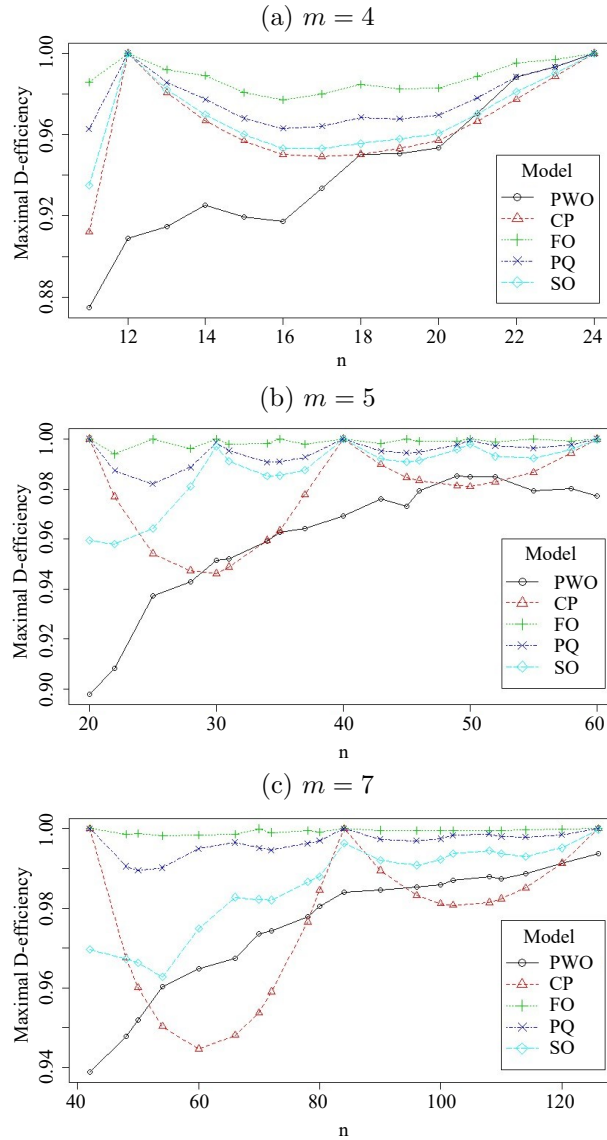 (a) m = 4
Maximal D-efficiency
1.00
0.96
0.92
0.88
Model
PWO
CP
FO
PQ
SO
12 14 16 18 20 22 24
n
(b) m = 5
Maximal D-efficiency
1.00
0.98
0.96
0.94
0.92
0.90
Model
PWO
CP
FO
PQ
SO
20 30 40 50 60
n
(c) m = 7
Maximal D-efficiency
1.00
0.98
0.96
0.94
Model
PWO
CP
FO
PQ
SO
40 60 80 100 120
n